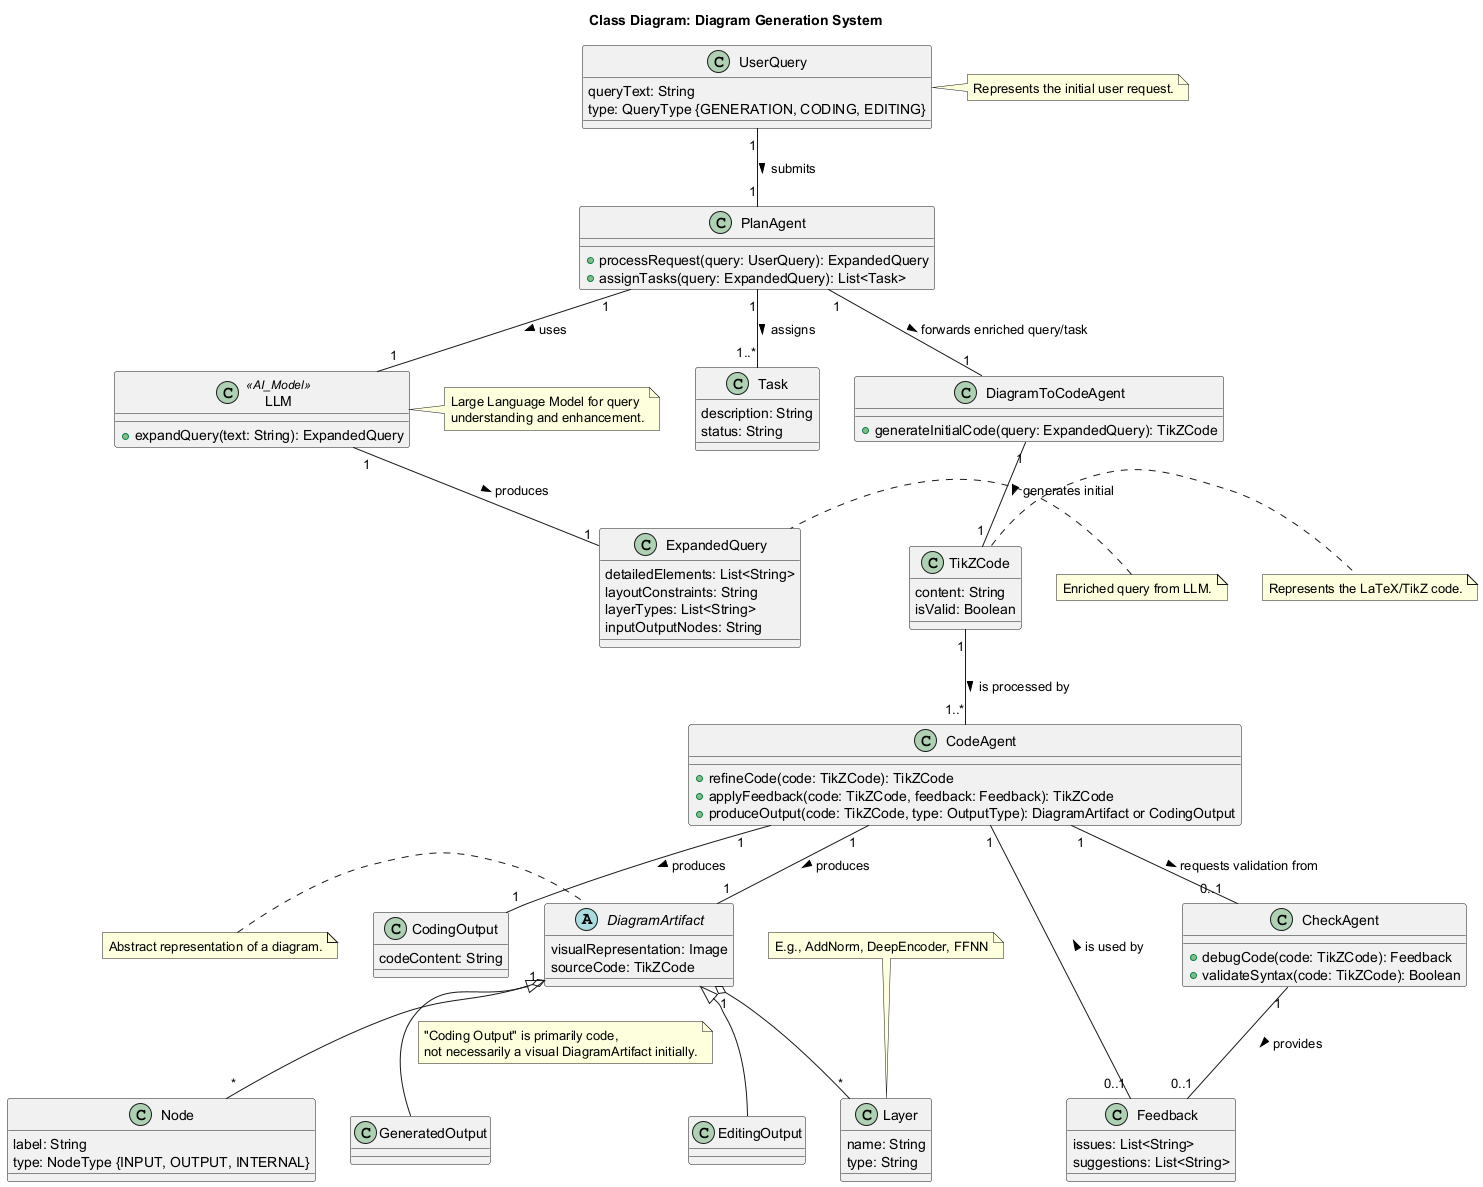 Class Diagram: Diagram Generation System
C UserQuery
queryText: String
type: QueryType {GENERATION, CODING, EDITING}
Represents the initial user request.
1
submits
1
C PlanAgent
processRequest(query: UserQuery): ExpandedQuery
assignTasks(query: ExpandedQuery): List<Task>
1
1
1
uses
assigns
forwards enriched query/task
1
1..*
1
C «AI_Model»
LLM
expandQuery(text: String): ExpandedQuery
Large Language Model for query
understanding and enhancement.
C Task
description: String
status: String
C DiagramToCodeAgent
generateInitialCode(query: ExpandedQuery): TikZCode
1
1
produces
generates initial
1
1
C ExpandedQuery
detailedElements: List<String>
layoutConstraints: String
layerTypes: List<String>
inputOutputNodes: String
C TikZCode
content: String
isValid: Boolean
Enriched query from LLM.
Represents the LaTeX/TikZ code.
1
is processed by
1..*
C CodeAgent
refineCode(code: TikZCode): TikZCode
applyFeedback(code: TikZCode, feedback: Feedback): TikZCode
produceOutput(code: TikZCode, type: OutputType): DiagramArtifact or CodingOutput
1
1
1
1
produces
produces
requests validation from
1
1
0..1
Abstract representation of a diagram.
C CodingOutput
codeContent: String
A DiagramArtifact
visualRepresentation: Image
sourceCode: TikZCode
E.g., AddNorm, DeepEncoder, FFNN
is used by
C CheckAgent
debugCode(code: TikZCode): Feedback
validateSyntax(code: TikZCode): Boolean
1
1
1
"Coding Output" is primarily code,
not necessarily a visual DiagramArtifact initially.
provides
*
*
0..1
0..1
C Node
label: String
type: NodeType {INPUT, OUTPUT, INTERNAL}
C GeneratedOutput
C EditingOutput
C Layer
name: String
type: String
C Feedback
issues: List<String>
suggestions: List<String>